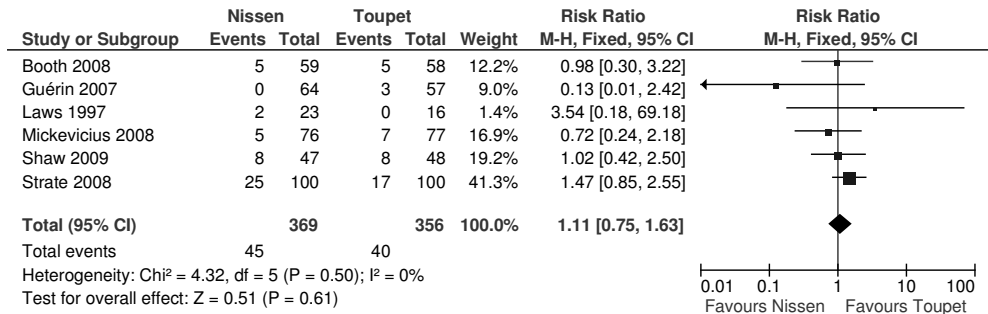 Nissen Toupet Risk Ratio Risk Ratio
Study or Subgroup Events Total Events Total Weight M-H, Fixed, 95% CI M-H, Fixed, 95% CI
Booth 2008 5 59 5 58 12.2% 0.98 [0.30, 3.22]
Guérin 2007 0 64 3 57 9.0% 0.13 [0.01, 2.42]
Laws 1997 2 23 0 16 1.4% 3.54 [0.18, 69.18]
Mickevicius 2008 5 76 7 77 16.9% 0.72 [0.24, 2.18]
Shaw 2009 8 47 8 48 19.2% 1.02 [0.42, 2.50]
Strate 2008 25 100 17 100 41.3% 1.47 [0.85, 2.55]
Total (95% CI) 369 356 100.0% 1.11 [0.75, 1.63]
Total events 45 40
Heterogeneity: Chi² = 4.32, df = 5 (P = 0.50); I² = 0%
Test for overall effect: Z = 0.51 (P = 0.61)
0.01 0.1 1 10 100
Favours Nissen Favours Toupet